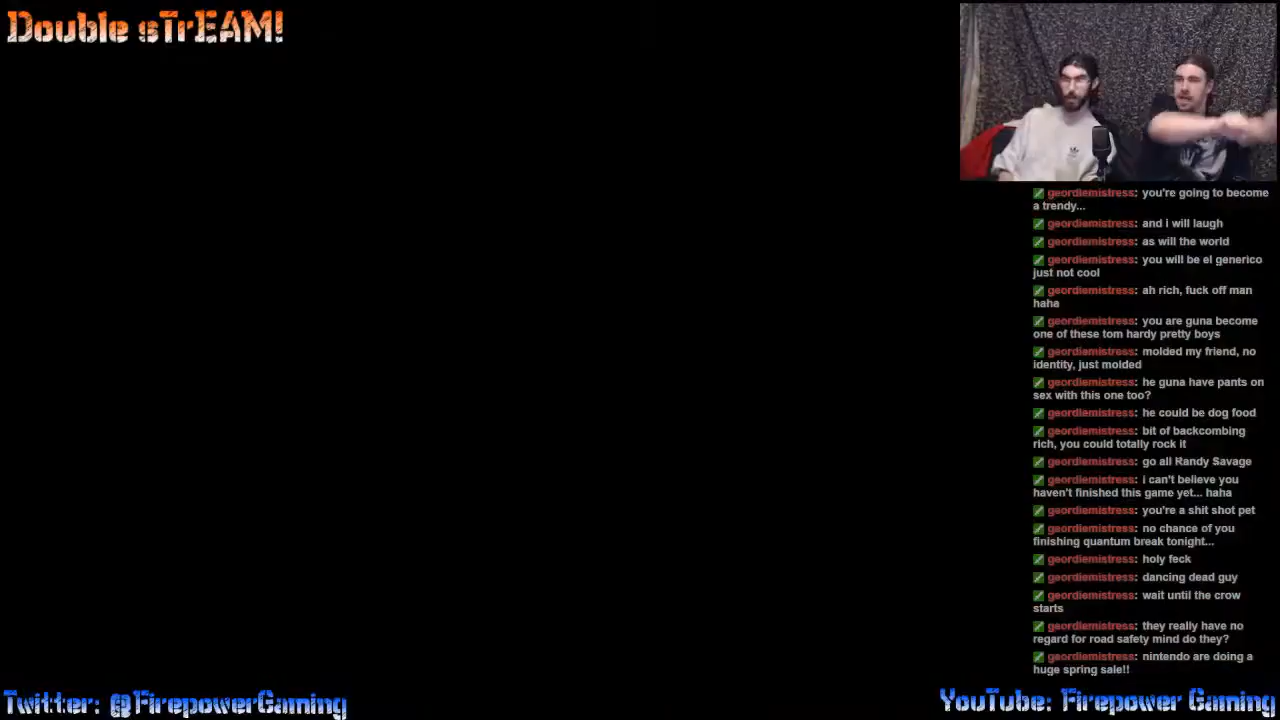 Double sTrEAM!
geordiemistress: you're going to become
a trendy...
geordiemistress: and i will laugh
geordiemistress: as will the world
geordiemistress: you will be el generico
just not cool
geordiemistress: ah rich, fuck off man
haha
geordiemistress: you are guna become
one of these tom hardy pretty boys
geordiemistress: molded my friend, no
identity, just molded
geordiemistress: he guna have pants on
sex with this one too?
geordiemistress: he could be dog food
geordiemistress: bit of backcombing
rich, you could totally rock it
geordiemistress: go all Randy Savage
geordiemistress: i can't believe you
haven't finished this game yet... haha
geordiemistress: you're a shit shot pet
geordiemistress: no chance of you
finishing quantum break tonight...
geordiemistress: holy feck
geordiemistress: dancing dead guy
geordiemistress: wait until the crow
starts
geordiemistress: they really have no
regard for road safety mind do they?
geordiemistress: nintendo are doing a
huge spring sale!!
Twitter: @FirepowerGaming
YouTube: Firepower Gaming